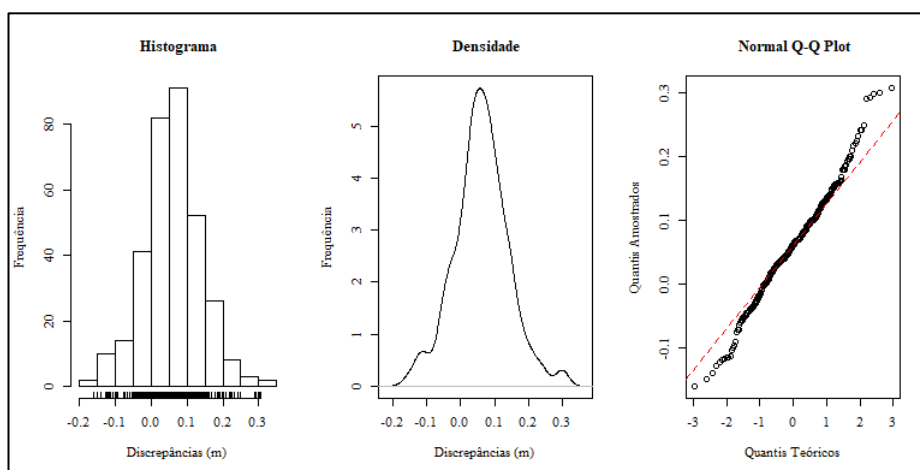 Histograma
Frequência
80
60
40
20
0
-0.2 -0.1 0.0 0.1 0.2 0.3
Discrepâncias (m)
Densidade
Frequência
5
4
3
2
1
0
-0.2 -0.1 0.0 0.1 0.2 0.3
Discrepâncias (m)
Normal Q-Q Plot
Quantis Amostrados
0.3
0.2
0.1
0.0
-0.1
-3 -2 -1 0 1 2 3
Quantis Teóricos